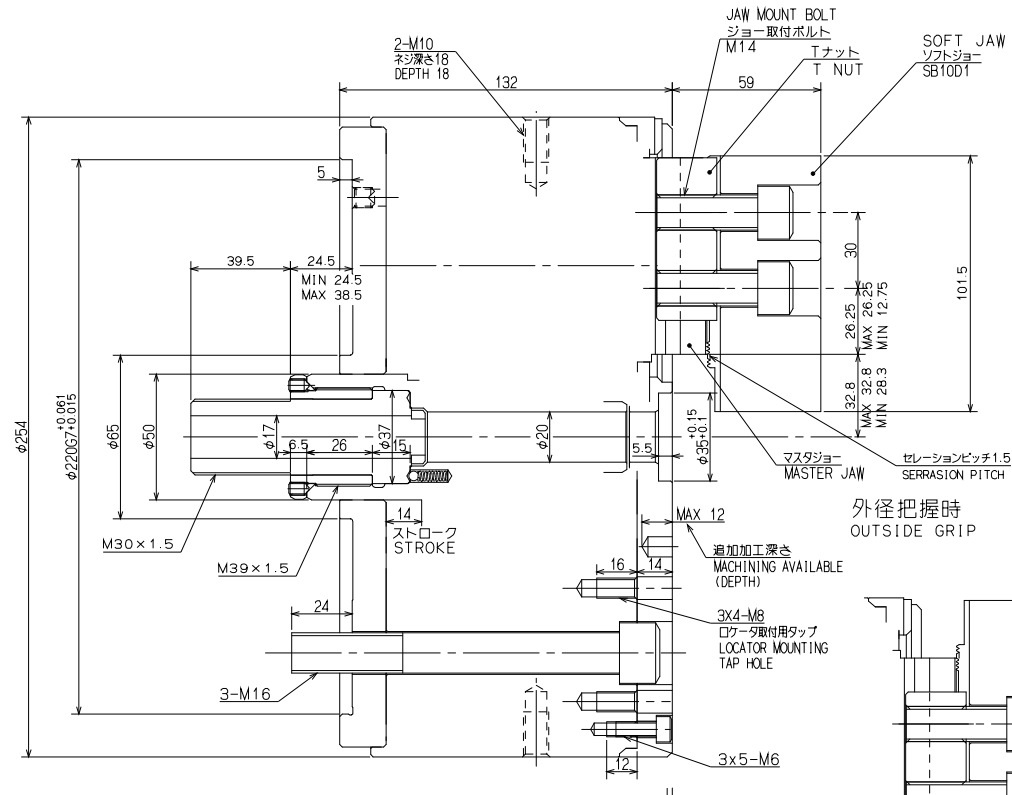 JAW MOUNT BOLT
ジョー取付ボルト
M14
Tナット
T NUT
SOFT JAW
ソフトジョー
SB10D1
2-M10
ネジ深さ18
DEPTH 18
132
59
5
39.5
24.5
MIN 24.5
MAX 38.5
30
26.25
MAX 26.25
MIN 12.75
101.5
32.8
MAX 32.8
MIN 28.3
φ254
φ220G7 +0.061 +0.015
φ65
φ50
φ17
6.5
26
φ37
15
φ20
5.5
φ35 +0.15 +0.1
マスタジョー
MASTER JAW
セレーションピッチ1.5
SERRASION PITCH
外径把握時
OUTSIDE GRIP
14
ストローク
STROKE
M30×1.5
M39×1.5
MAX 12
追加加工深さ
MACHINING AVAILABLE
(DEPTH)
16
14
24
3X4-M8
ロケータ取付用タップ
LOCATOR MOUNTING
TAP HOLE
3-M16
3x5-M6
12